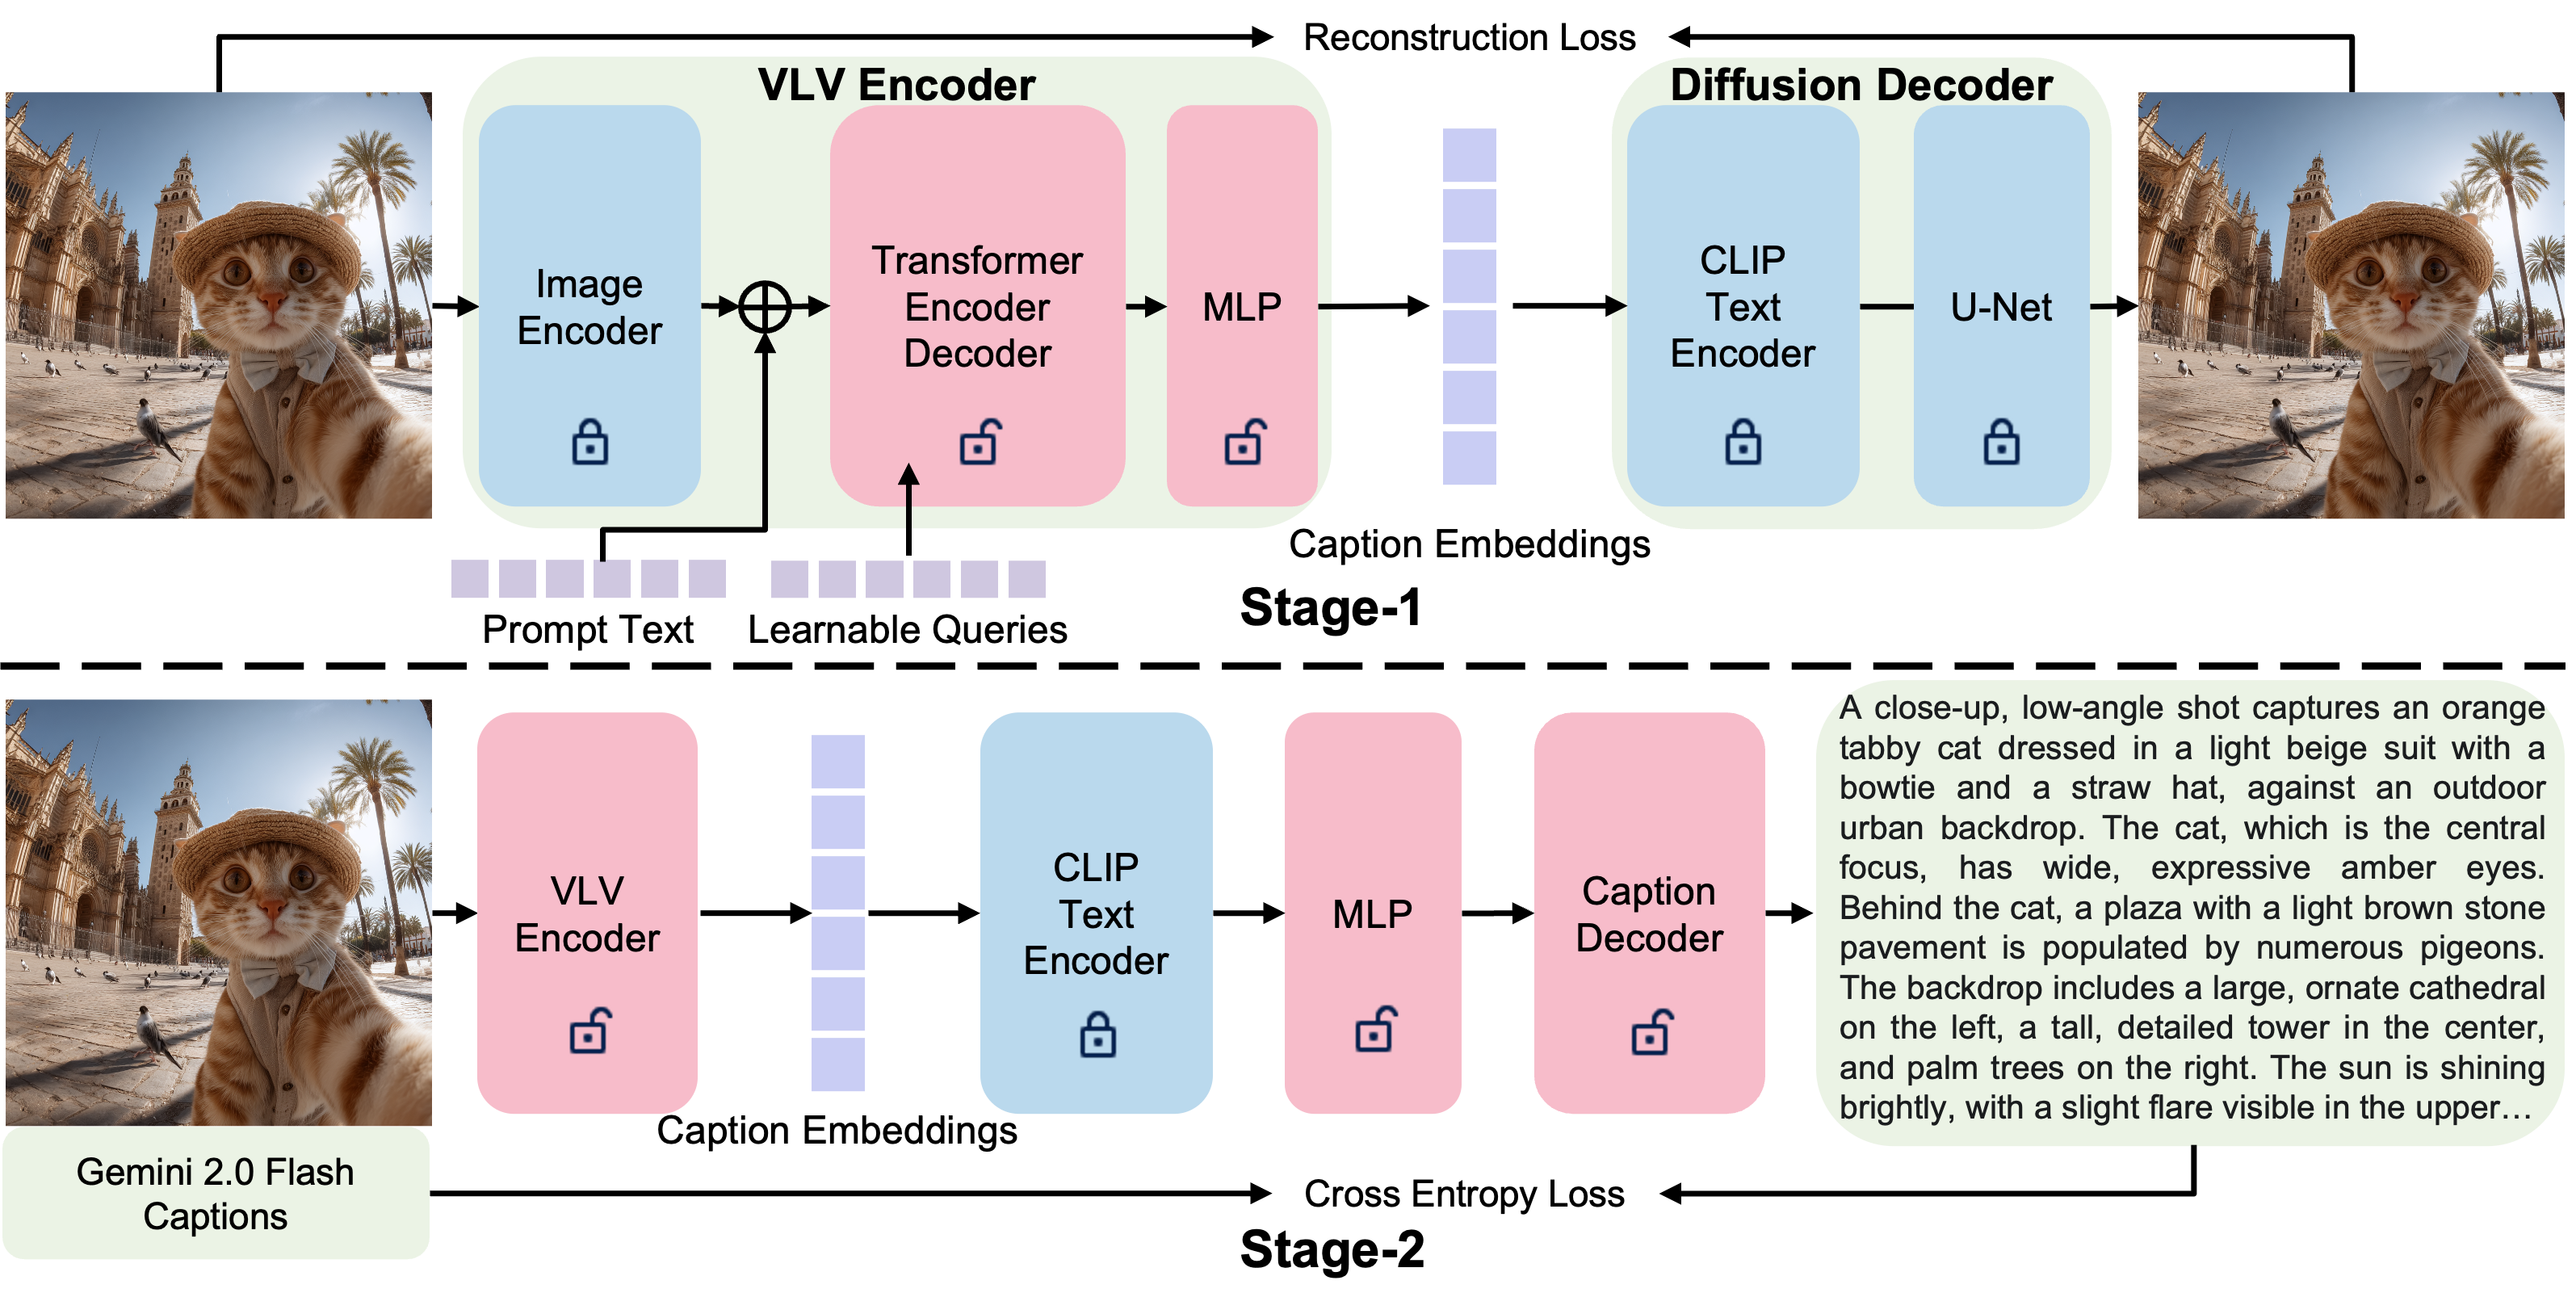 Reconstruction Loss
VLV Encoder
Diffusion Decoder
Image
Encoder
Transformer
Encoder
Decoder
MLP
CLIP
Text
Encoder
U-Net
Caption Embeddings
Prompt Text
Learnable Queries
Stage-1
VLV
Encoder
Caption Embeddings
CLIP
Text
Encoder
MLP
Caption
Decoder
A close-up, low-angle shot captures an orange
tabby cat dressed in a light beige suit with a
bowtie and a straw hat, against an outdoor
urban backdrop. The cat, which is the central
focus, has wide, expressive amber eyes.
Behind the cat, a plaza with a light brown stone
pavement is populated by numerous pigeons.
The backdrop includes a large, ornate cathedral
on the left, a tall, detailed tower in the center,
and palm trees on the right. The sun is shining
brightly, with a slight flare visible in the upper…
Gemini 2.0 Flash
Captions
Cross Entropy Loss
Stage-2